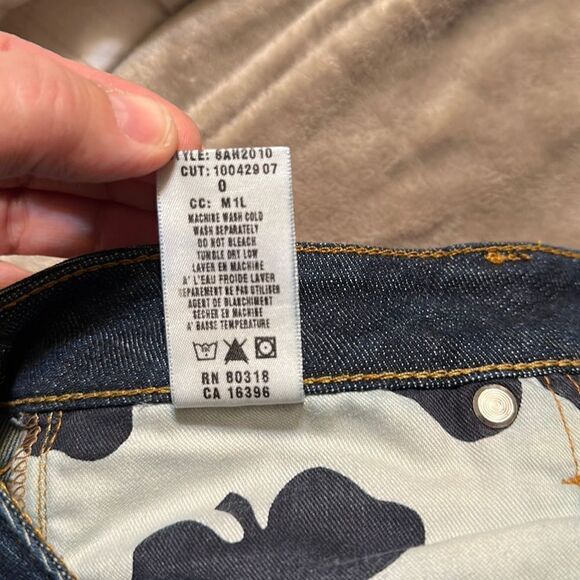 STYLE: 8AH2010
CUT: 10042907
0
CC: M1L
MACHINE WASH COLD
WASH SEPARATELY
DO NOT BLEACH
TUMBLE DRY LOW
LAVER EN MACHINE
A' L'EAU FROIDE LAVER
SEPAREMENT NE PAS UTILISER
AGENT DE BLANCHIMENT
SECHER EN MACHINE
A' BASSE TEMPERATURE
RN 80318
CA 16396